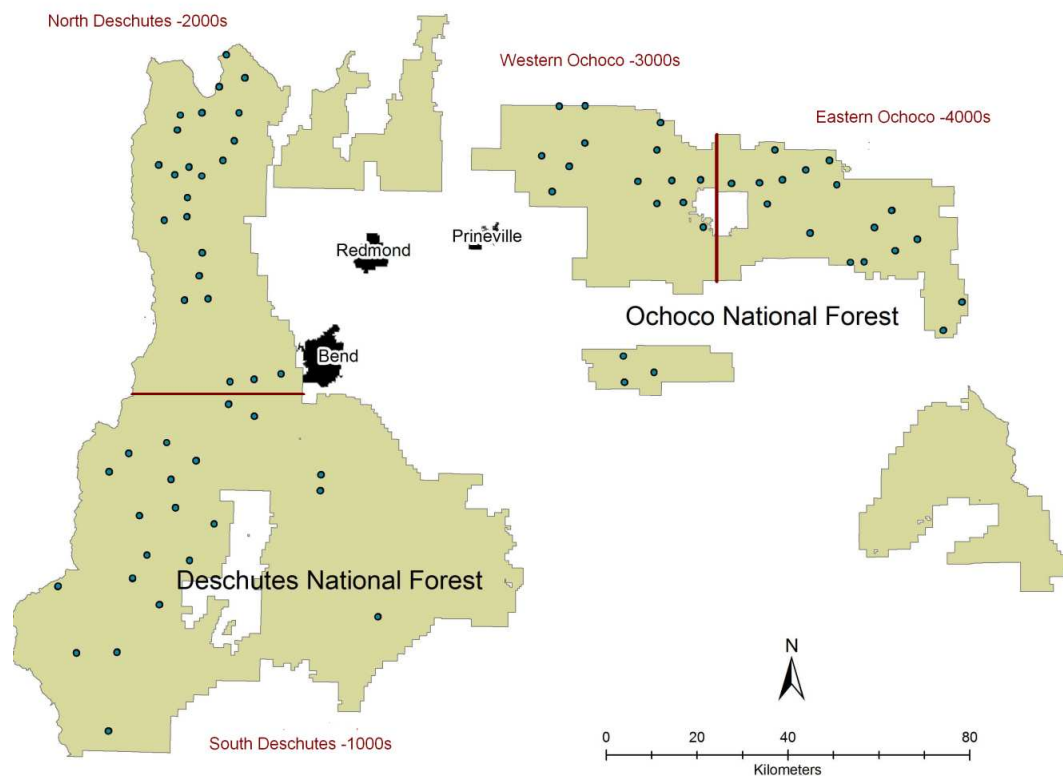 North Deschutes -2000s
Western Ochoco -3000s
Eastern Ochoco -4000s
Prineville
Redmond
Ochoco National Forest
Bend
Deschutes National Forest
N
South Deschutes -1000s
0 20 40 60 80
Kilometers